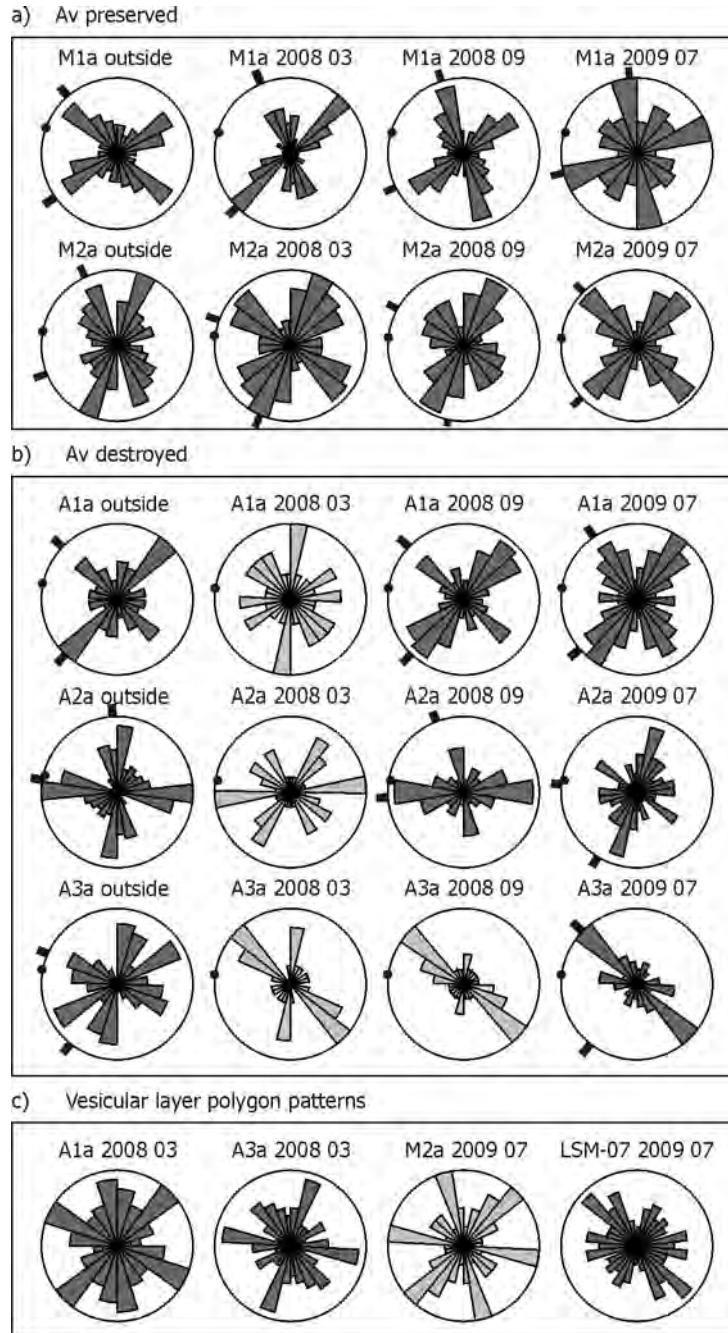 a) Av preserved
M1a outside M1a 2008 03 M1a 2008 09 M1a 2009 07
M2a outside M2a 2008 03 M2a 2008 09 M2a 2009 07
b) Av destroyed
A1a outside A1a 2008 03 A1a 2008 09 A1a 2009 07
A2a outside A2a 2008 03 A2a 2008 09 A2a 2009 07
A3a outside A3a 2008 03 A3a 2008 09 A3a 2009 07
c) Vesicular layer polygon patterns
A1a 2008 03 A3a 2008 03 M2a 2009 07 LSM-07 2009 07